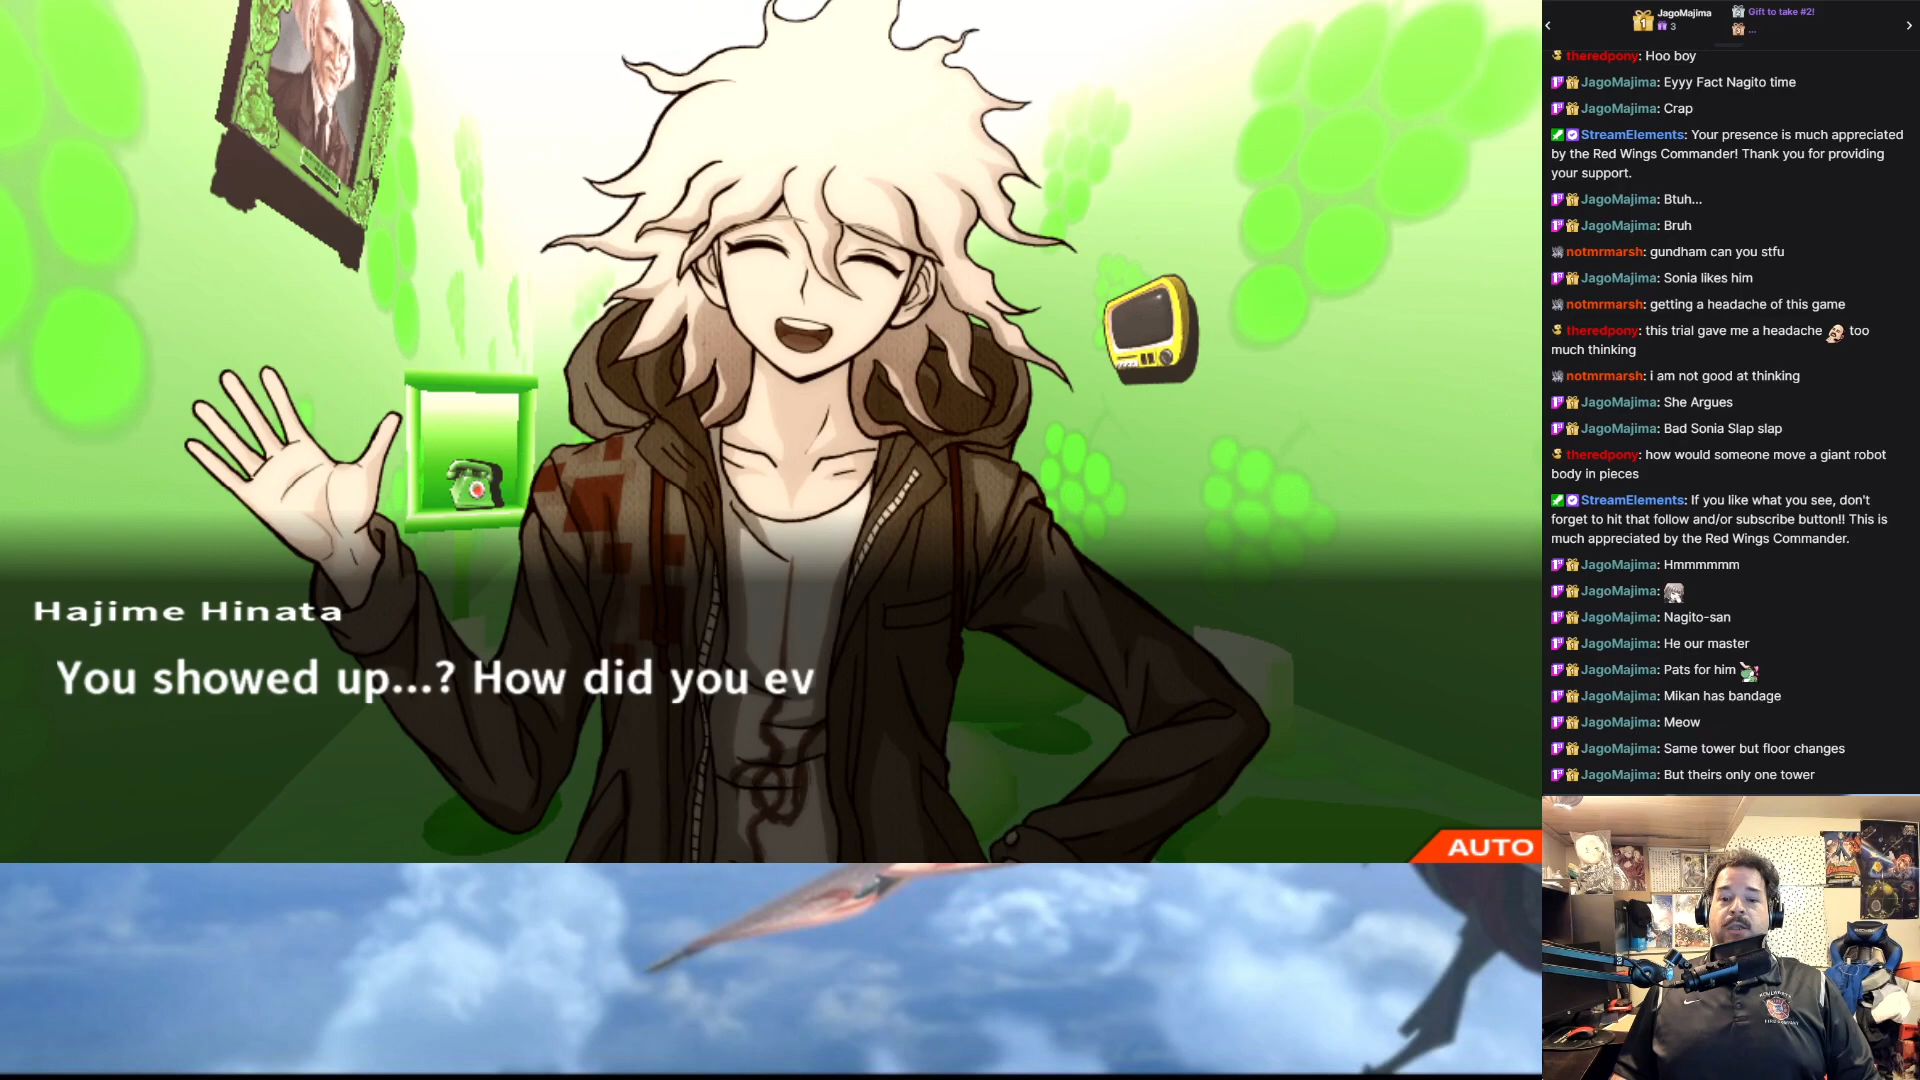 Hajime Hinata
You showed up...? How did you ev
AUTO
JagoMajima
3
Gift to take #2!
...
1
theredpony: Hoo boy
JagoMajima: Eyyy Fact Nagito time
JagoMajima: Crap
StreamElements: Your presence is much appreciated
by the Red Wings Commander! Thank you for providing
your support.
JagoMajima: Btuh...
JagoMajima: Bruh
notmrmarsh: gundham can you stfu
JagoMajima: Sonia likes him
notmrmarsh: getting a headache of this game
theredpony: this trial gave me a headache too
much thinking
notmrmarsh: i am not good at thinking
JagoMajima: She Argues
JagoMajima: Bad Sonia Slap slap
theredpony: how would someone move a giant robot
body in pieces
StreamElements: If you like what you see, don't
forget to hit that follow and/or subscribe button!! This is
much appreciated by the Red Wings Commander.
JagoMajima: Hmmmmmm
JagoMajima:
JagoMajima: Nagito-san
JagoMajima: He our master
JagoMajima: Pats for him
JagoMajima: Mikan has bandage
JagoMajima: Meow
JagoMajima: Same tower but floor changes
JagoMajima: But theirs only one tower